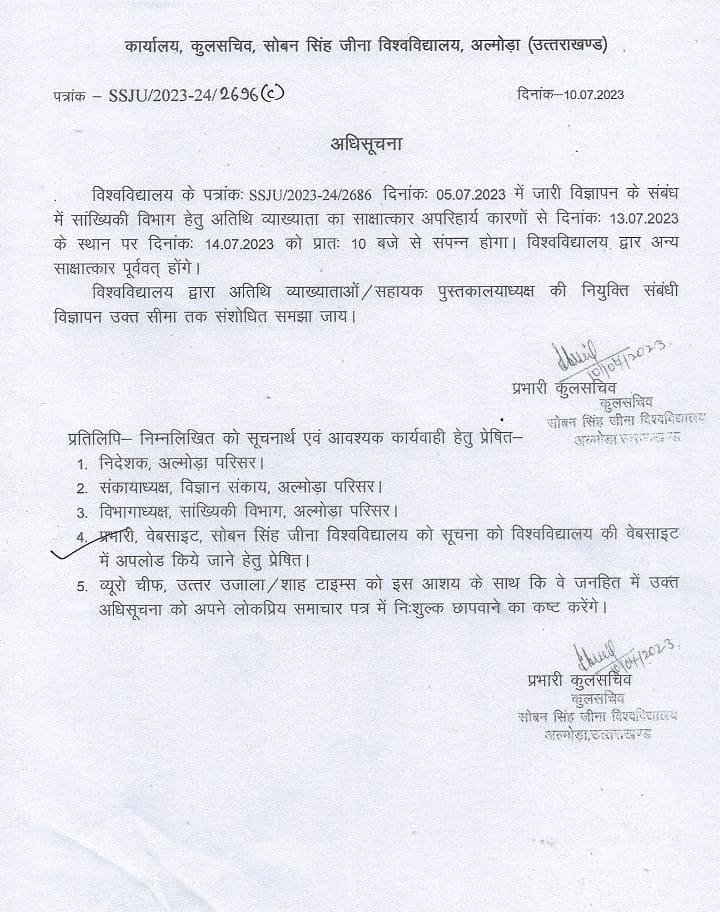 कार्यालय, कुलसचिव, सोबन सिंह जीना विश्वविद्यालय, अल्मोड़ा (उत्तराखण्ड)
पत्रांक – SSJU/2023-24/2696(c) दिनांक–10.07.2023
अधिसूचना
विश्वविद्यालय के पत्रांकः SSJU/2023-24/2686 दिनांकः 05.07.2023 में जारी विज्ञापन के संबंध
में सांख्यिकी विभाग हेतु अतिथि व्याख्याता का साक्षात्कार अपरिहार्य कारणों से दिनांकः 13.07.2023
के स्थान पर दिनांकः 14.07.2023 को प्रातः 10 बजे से संपन्न होगा। विश्वविद्यालय द्वार अन्य
साक्षात्कार पूर्ववत् होंगे।
विश्वविद्यालय द्वारा अतिथि व्याख्याताओं/सहायक पुस्तकालयाध्यक्ष की नियुक्ति संबंधी
विज्ञापन उक्त सीमा तक संशोधित समझा जाय।
10/07/2023.
प्रभारी कुलसचिव
कुलसचिव
सोबन सिंह जीना विश्वविद्यालय
अल्मोड़ा,उत्तराखण्ड
प्रतिलिपि– निम्नलिखित को सूचनार्थ एवं आवश्यक कार्यवाही हेतु प्रेषित–
1. निदेशक, अल्मोड़ा परिसर।
2. संकायाध्यक्ष, विज्ञान संकाय, अल्मोड़ा परिसर।
3. विभागाध्यक्ष, सांख्यिकी विभाग, अल्मोड़ा परिसर।
4. प्रभारी, वेबसाइट, सोबन सिंह जीना विश्वविद्यालय को सूचना को विश्वविद्यालय की वेबसाइट
में अपलोड किये जाने हेतु प्रेषित।
5. व्यूरो चीफ, उत्तर उजाला/शाह टाइम्स को इस आशय के साथ कि वे जनहित में उक्त
अधिसूचना को अपने लोकप्रिय समाचार पत्र में निःशुल्क छापवाने का कष्ट करेंगे।
10/07/2023.
प्रभारी कुलसचिव
कुलसचिव
सोबन सिंह जीना विश्वविद्यालय
अल्मोड़ा,उत्तराखण्ड